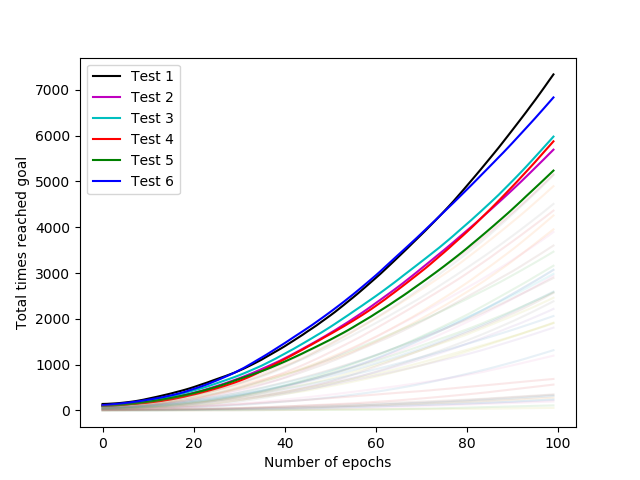 Test 1
Test 2
Test 3
Test 4
Test 5
Test 6
Total times reached goal
7000
6000
5000
4000
3000
2000
1000
0
0 20 40 60 80 100
Number of epochs